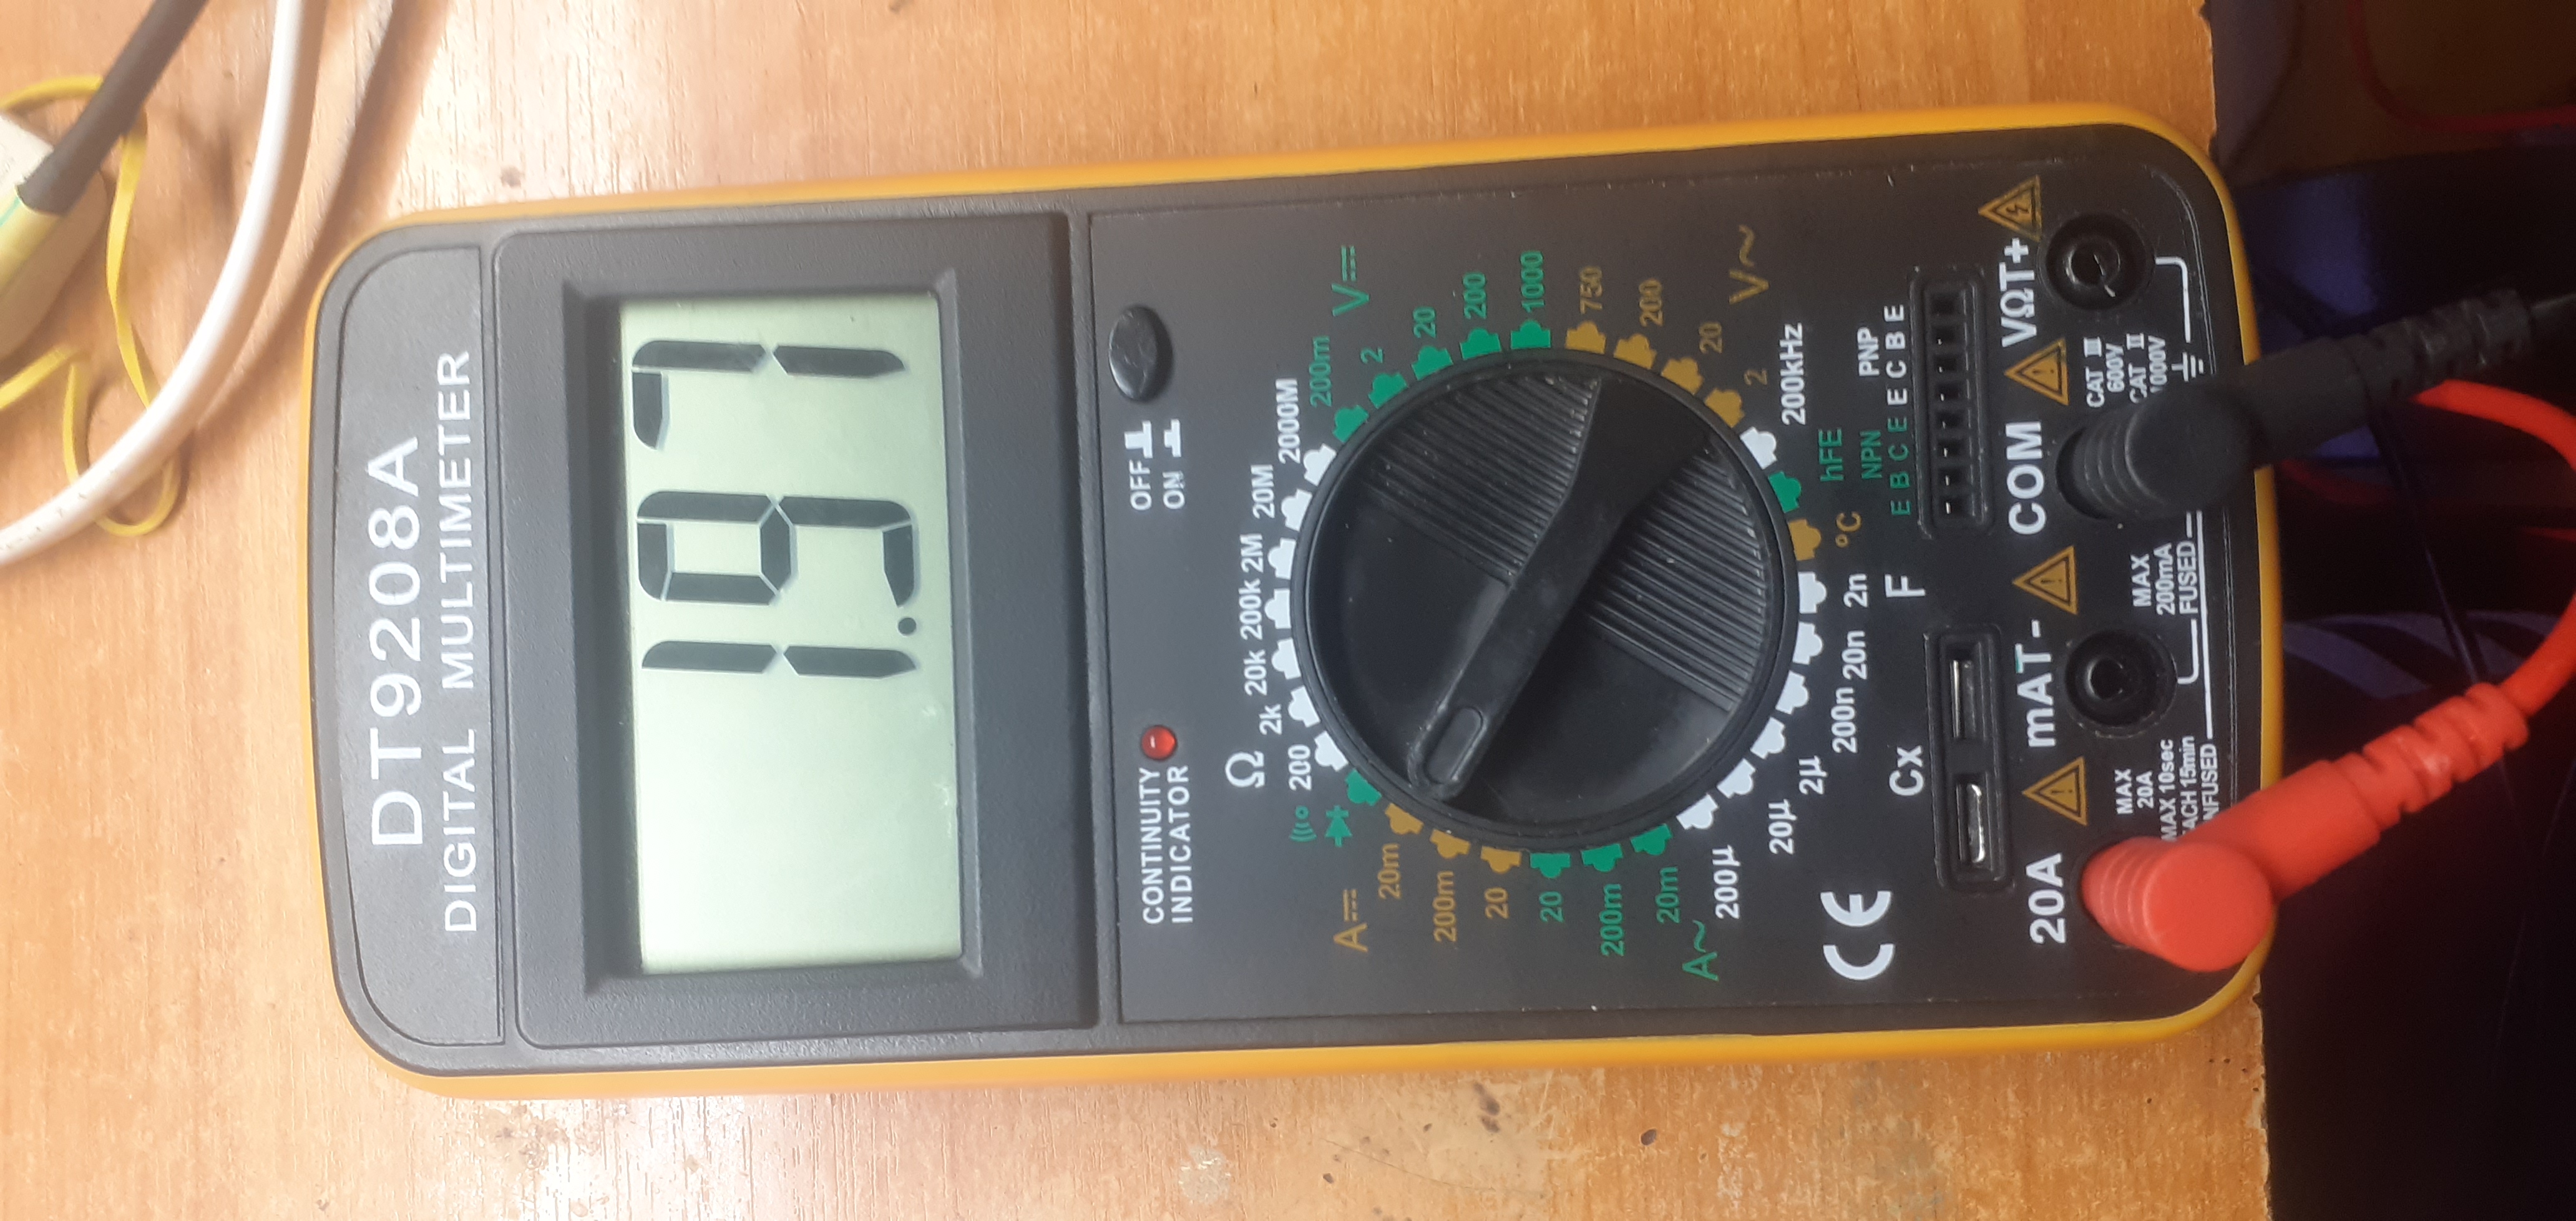 DT9208A
DIGITAL MULTIMETER
1.97
CONTINUITY
INDICATOR
OFF
ON
Ω
200
2k
20k
200k
2M
20M
2000M
200m
2
20
200
1000
V
750
200
20
2
V~
200kHz
hFE
°C
A
20m
200m
20
20
200m
20m
A~
200µ
20µ
2µ
200n
20n
2n
CE
Cx
F
NPN PNP
E B C E E C B E
20A mAT- COM VΩT+
MAX
20A
MAX 10sec
15min
MAX
200mA
FUSED
CAT III
600V
CAT II
1000V